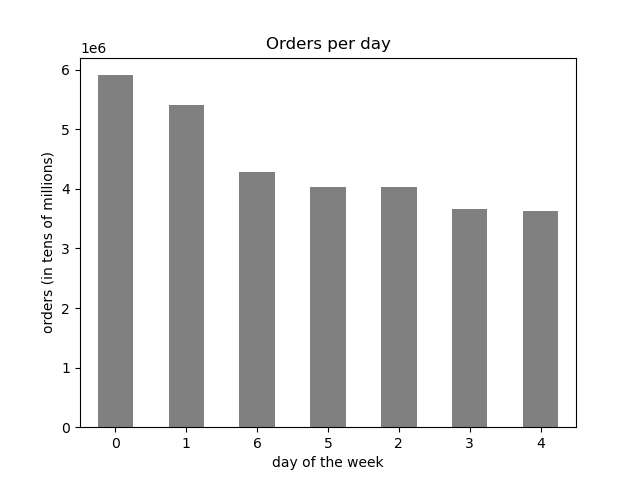 Orders per day
1e6
6
5
4
3
2
1
0
orders (in tens of millions)
0 1 6 5 2 3 4
day of the week